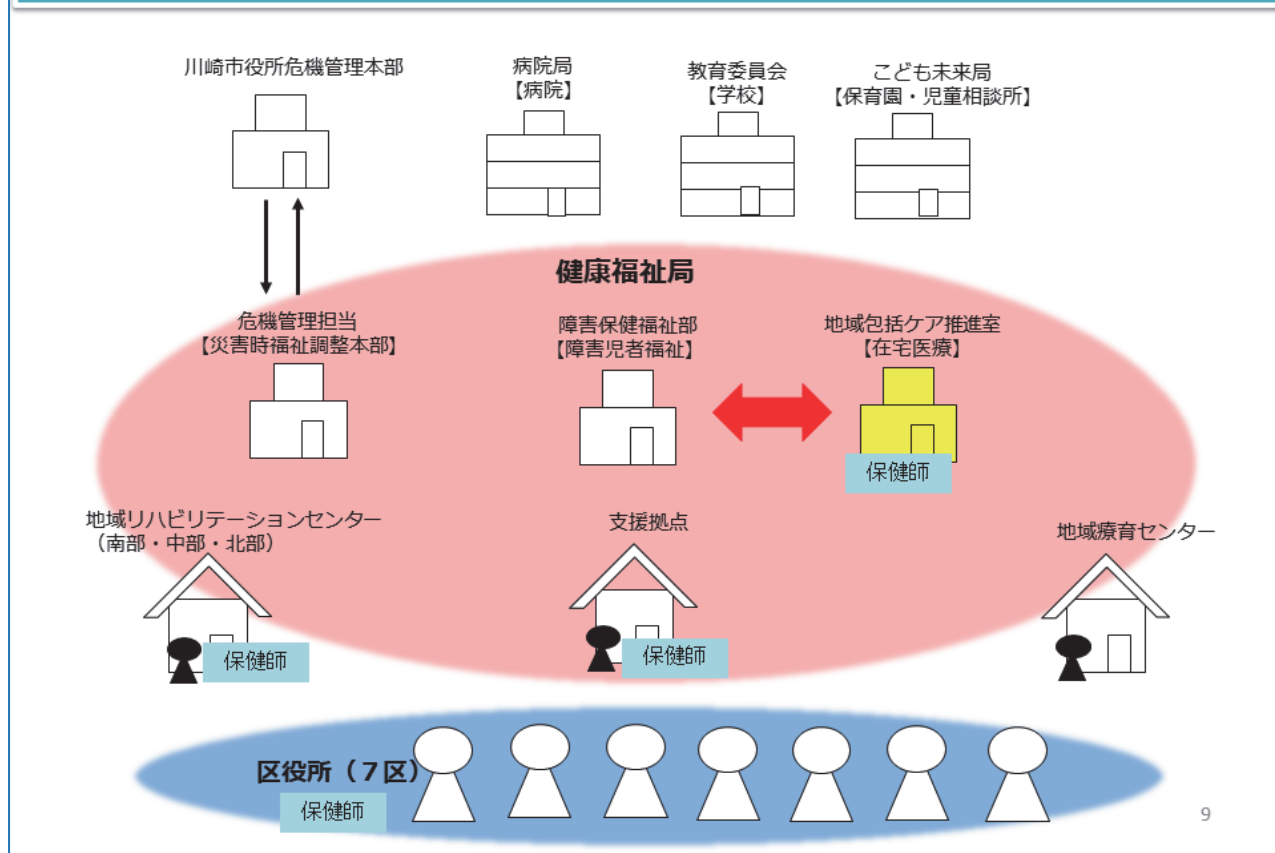 川崎市役所危機管理本部
病院局
【病院】
教育委員会
【学校】
こども未来局
【保育園・児童相談所】
健康福祉局
危機管理担当
【災害時福祉調整本部】
障害保健福祉部
【障害児者福祉】
地域包括ケア推進室
【在宅医療】
保健師
地域リハビリテーションセンター
（南部・中部・北部）
保健師
支援拠点
保健師
地域療育センター
区役所（７区）
保健師
9